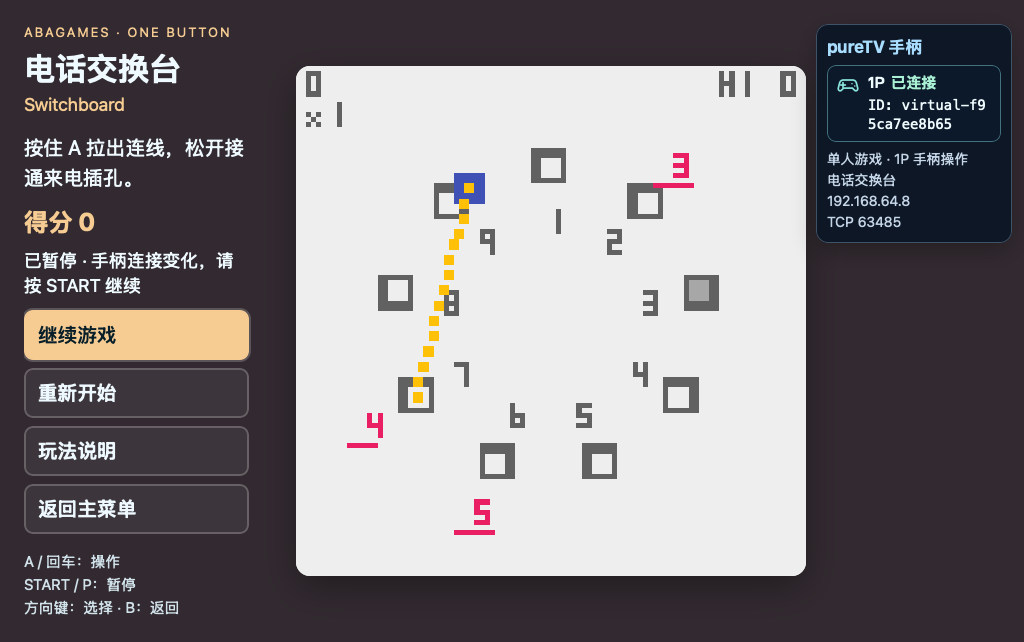 ABAGAMES · ONE BUTTON
电话交换台
Switchboard
按住 A 拉出连线，松开接
通来电插孔。
得分 0
已暂停 · 手柄连接变化，请
按 START 继续
继续游戏
重新开始
玩法说明
返回主菜单
A / 回车：操作
START / P：暂停
方向键：选择 · B：返回
0
HI 0
x1
3
1
9
2
8
3
7
4
4
6
5
5
pureTV 手柄
1P 已连接
ID: virtual-f9
5ca7ee8b65
单人游戏 · 1P 手柄操作
电话交换台
192.168.64.8
TCP 63485